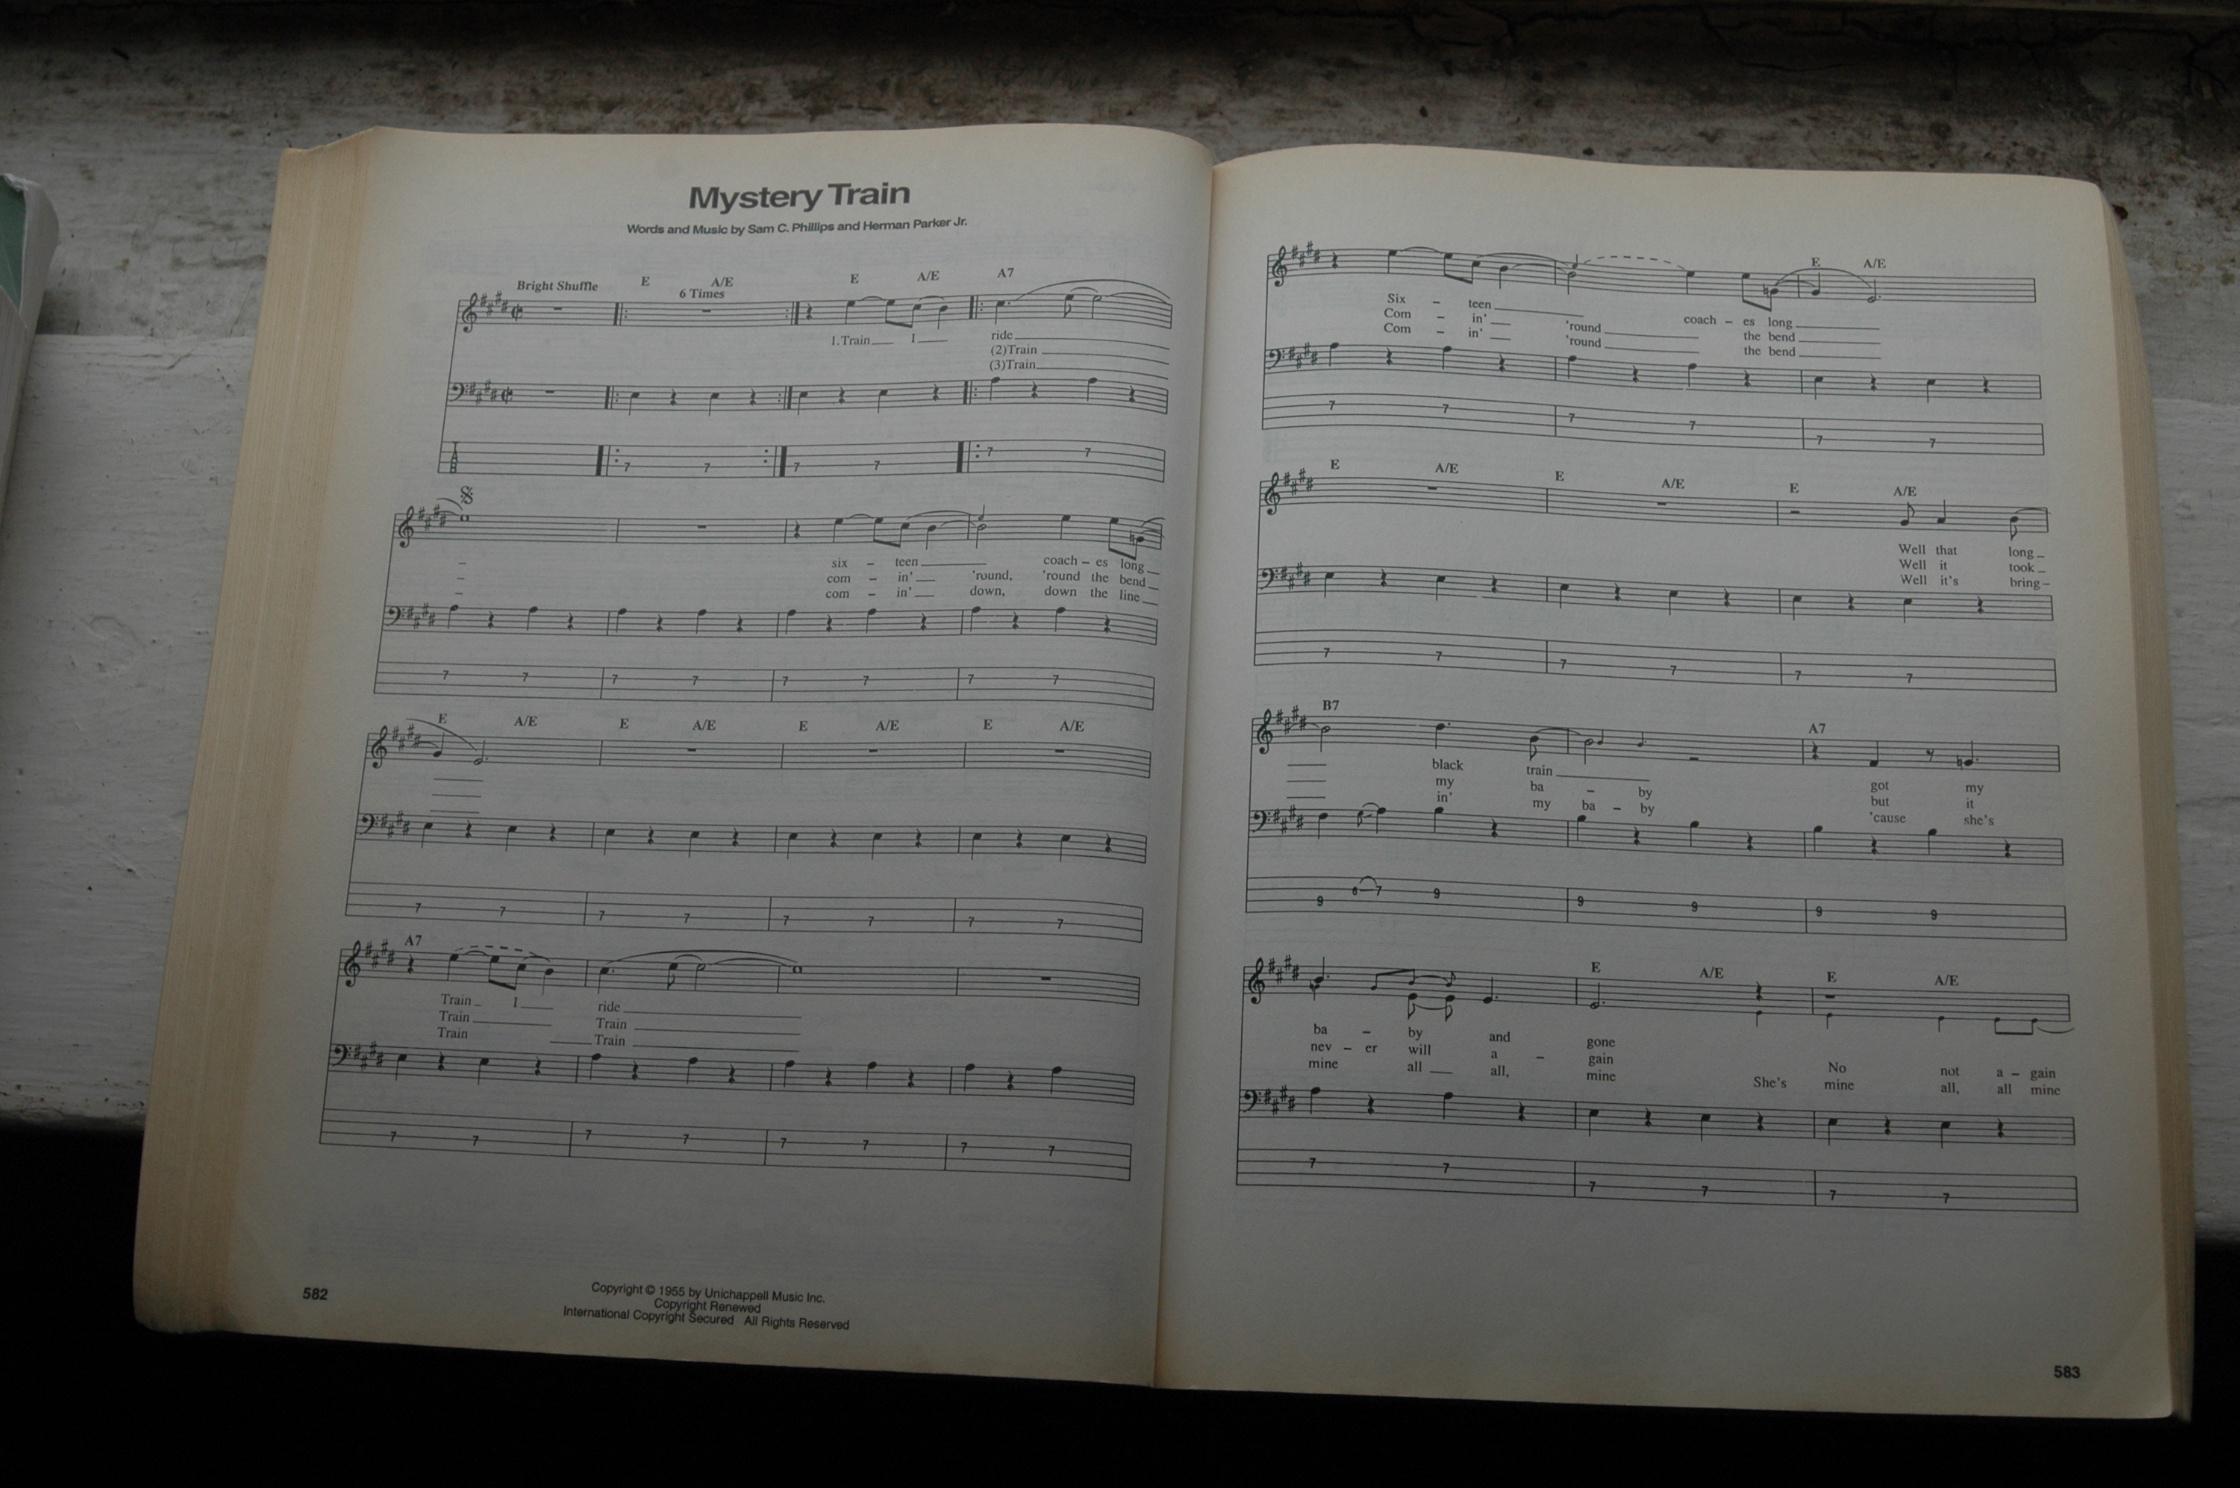 Mystery Train
Words and Music by Sam C. Phillips and Herman Parker Jr.
Bright Shuffle E A/E E A/E A7
6 Times
1.Train I ride
(2)Train
(3)Train
7 7 7 7 7 7
six - teen coach - es long
com - in' 'round, 'round the bend
com - in' down, down the line
7 7 7 7 7 7 7 7
E A/E E A/E E A/E E A/E
7 7 7 7 7 7 7 7
A7
Train I ride
Train Train
Train Train
7 7 7 7 7 7 7 7
582
Copyright © 1955 by Unichappell Music Inc.
Copyright Renewed
International Copyright Secured All Rights Reserved
E A/E
Six - teen coach - es long
Com - in' 'round the bend
Com - in' 'round the bend
7 7 7 7 7 7
E A/E E A/E E A/E
Well that long
Well it took
Well it's bring -
7 7 7 7 7 7
B7 A7
black train got my
my ba - by but it
in' my ba - by 'cause she's
9 6 7 9 9 9 9 9
E A/E E A/E
ba - by and gone
nev - er will a - gain No not a - gain
mine all all, mine She's mine all, all mine
7 7 7 7 7 7
583